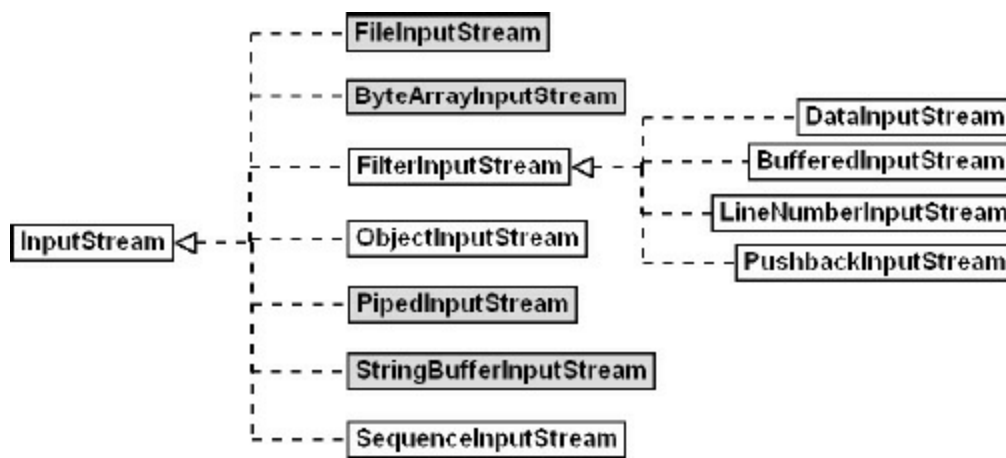 FileInputStream
ByteArrayInputStream
FilterInputStream
DataInputStream
BufferedInputStream
LineNumberInputStream
PushbackInputStream
InputStream
ObjectInputStream
PipedInputStream
StringBufferInputStream
SequenceInputStream